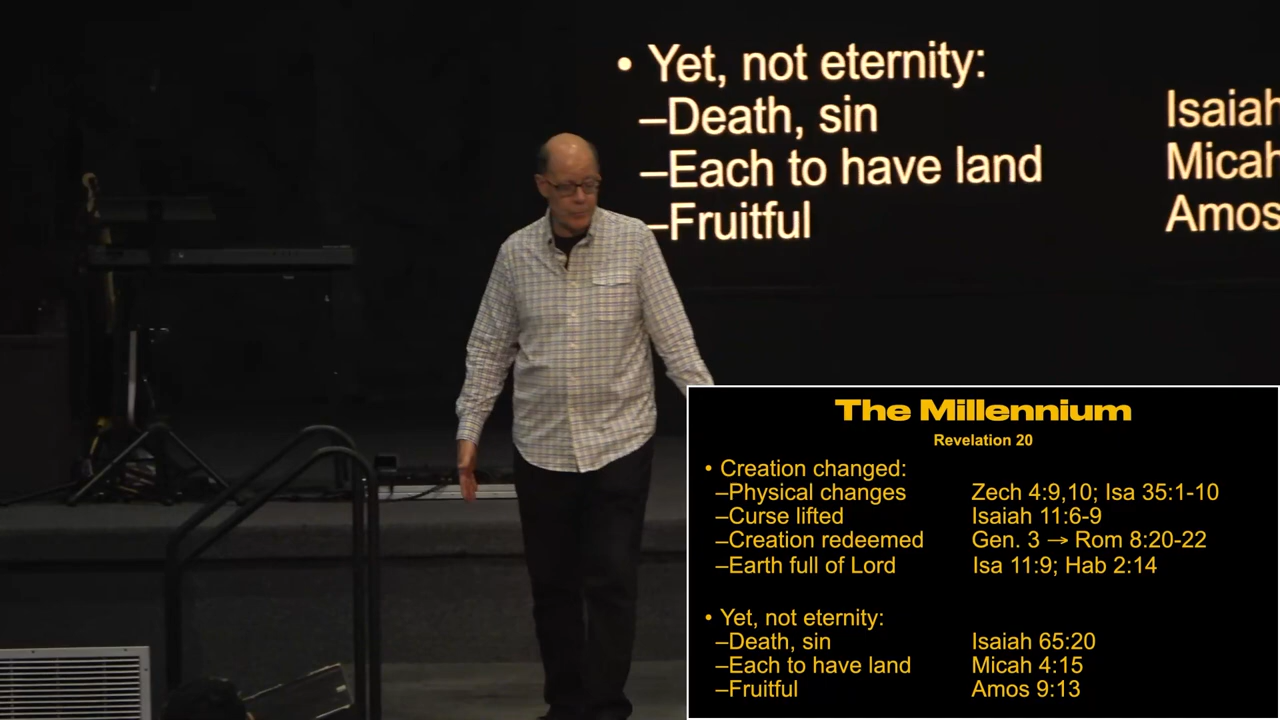 • Yet, not eternity:
–Death, sin Isaiah
–Each to have land Micah
–Fruitful Amos
The Millennium
Revelation 20
• Creation changed:
–Physical changes Zech 4:9,10; Isa 35:1-10
–Curse lifted Isaiah 11:6-9
–Creation redeemed Gen. 3 → Rom 8:20-22
–Earth full of Lord Isa 11:9; Hab 2:14
• Yet, not eternity:
–Death, sin Isaiah 65:20
–Each to have land Micah 4:15
–Fruitful Amos 9:13